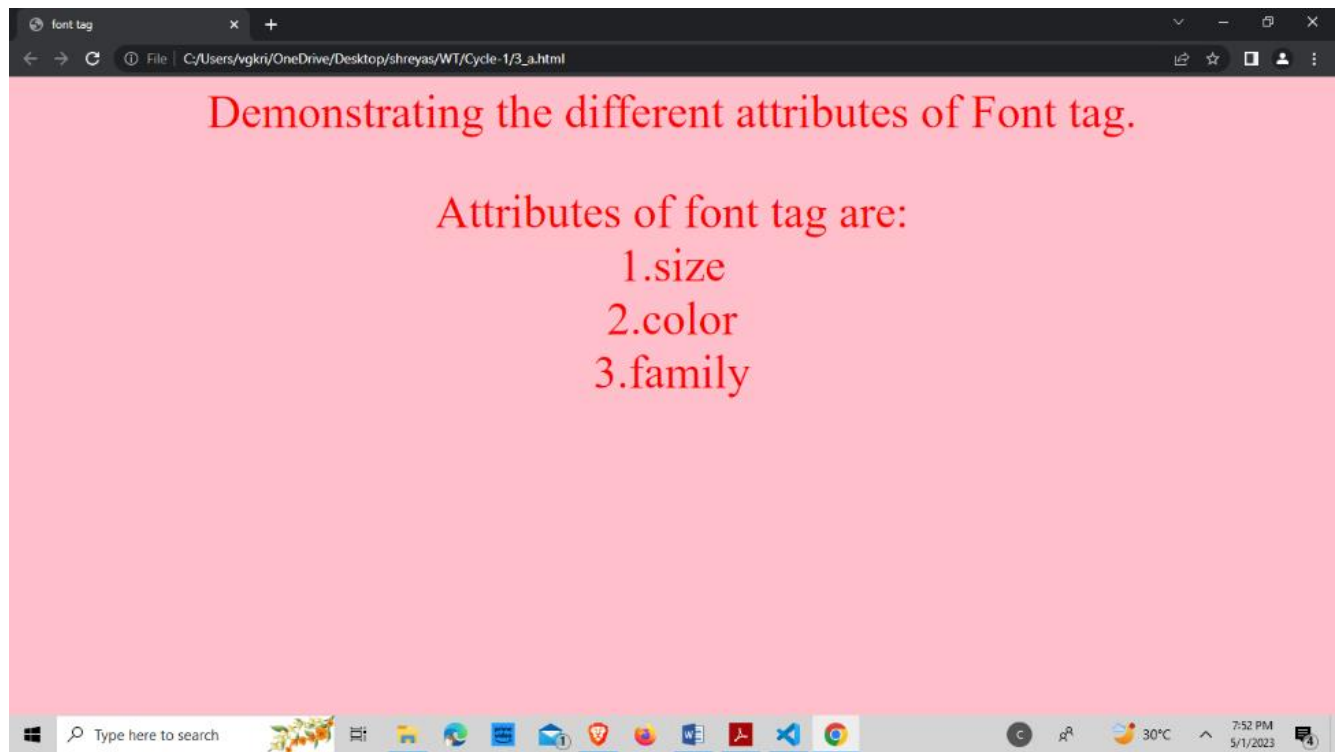 font tag
File
C:/Users/vgkri/OneDrive/Desktop/shreyas/WT/Cycle-1/3_a.html
Demonstrating the different attributes of Font tag.
Attributes of font tag are:
1.size
2.color
3.family
Type here to search
30°C
7:52 PM
5/1/2023